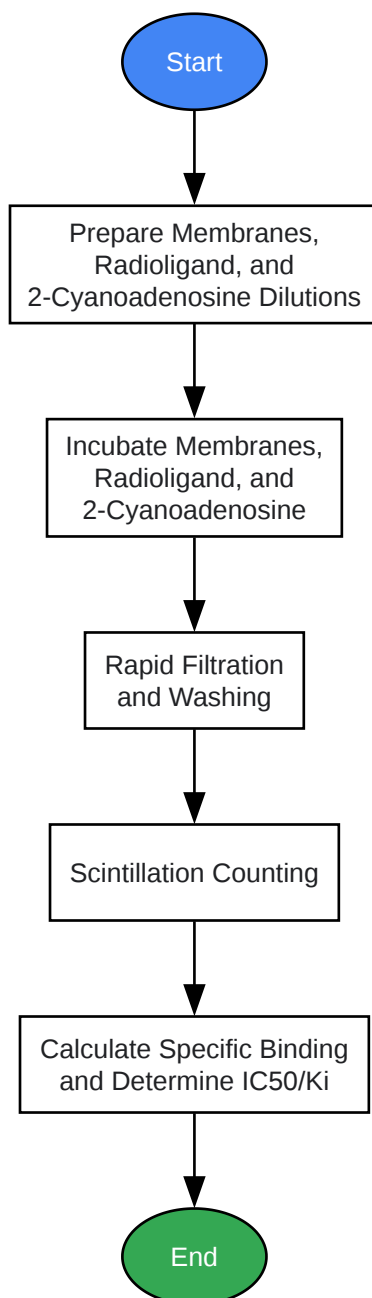 Start
Prepare Membranes,
Radioligand, and
2-Cyanoadenosine Dilutions
Incubate Membranes,
Radioligand, and
2-Cyanoadenosine
Rapid Filtration
and Washing
Scintillation Counting
Calculate Specific Binding
and Determine IC50/Ki
End